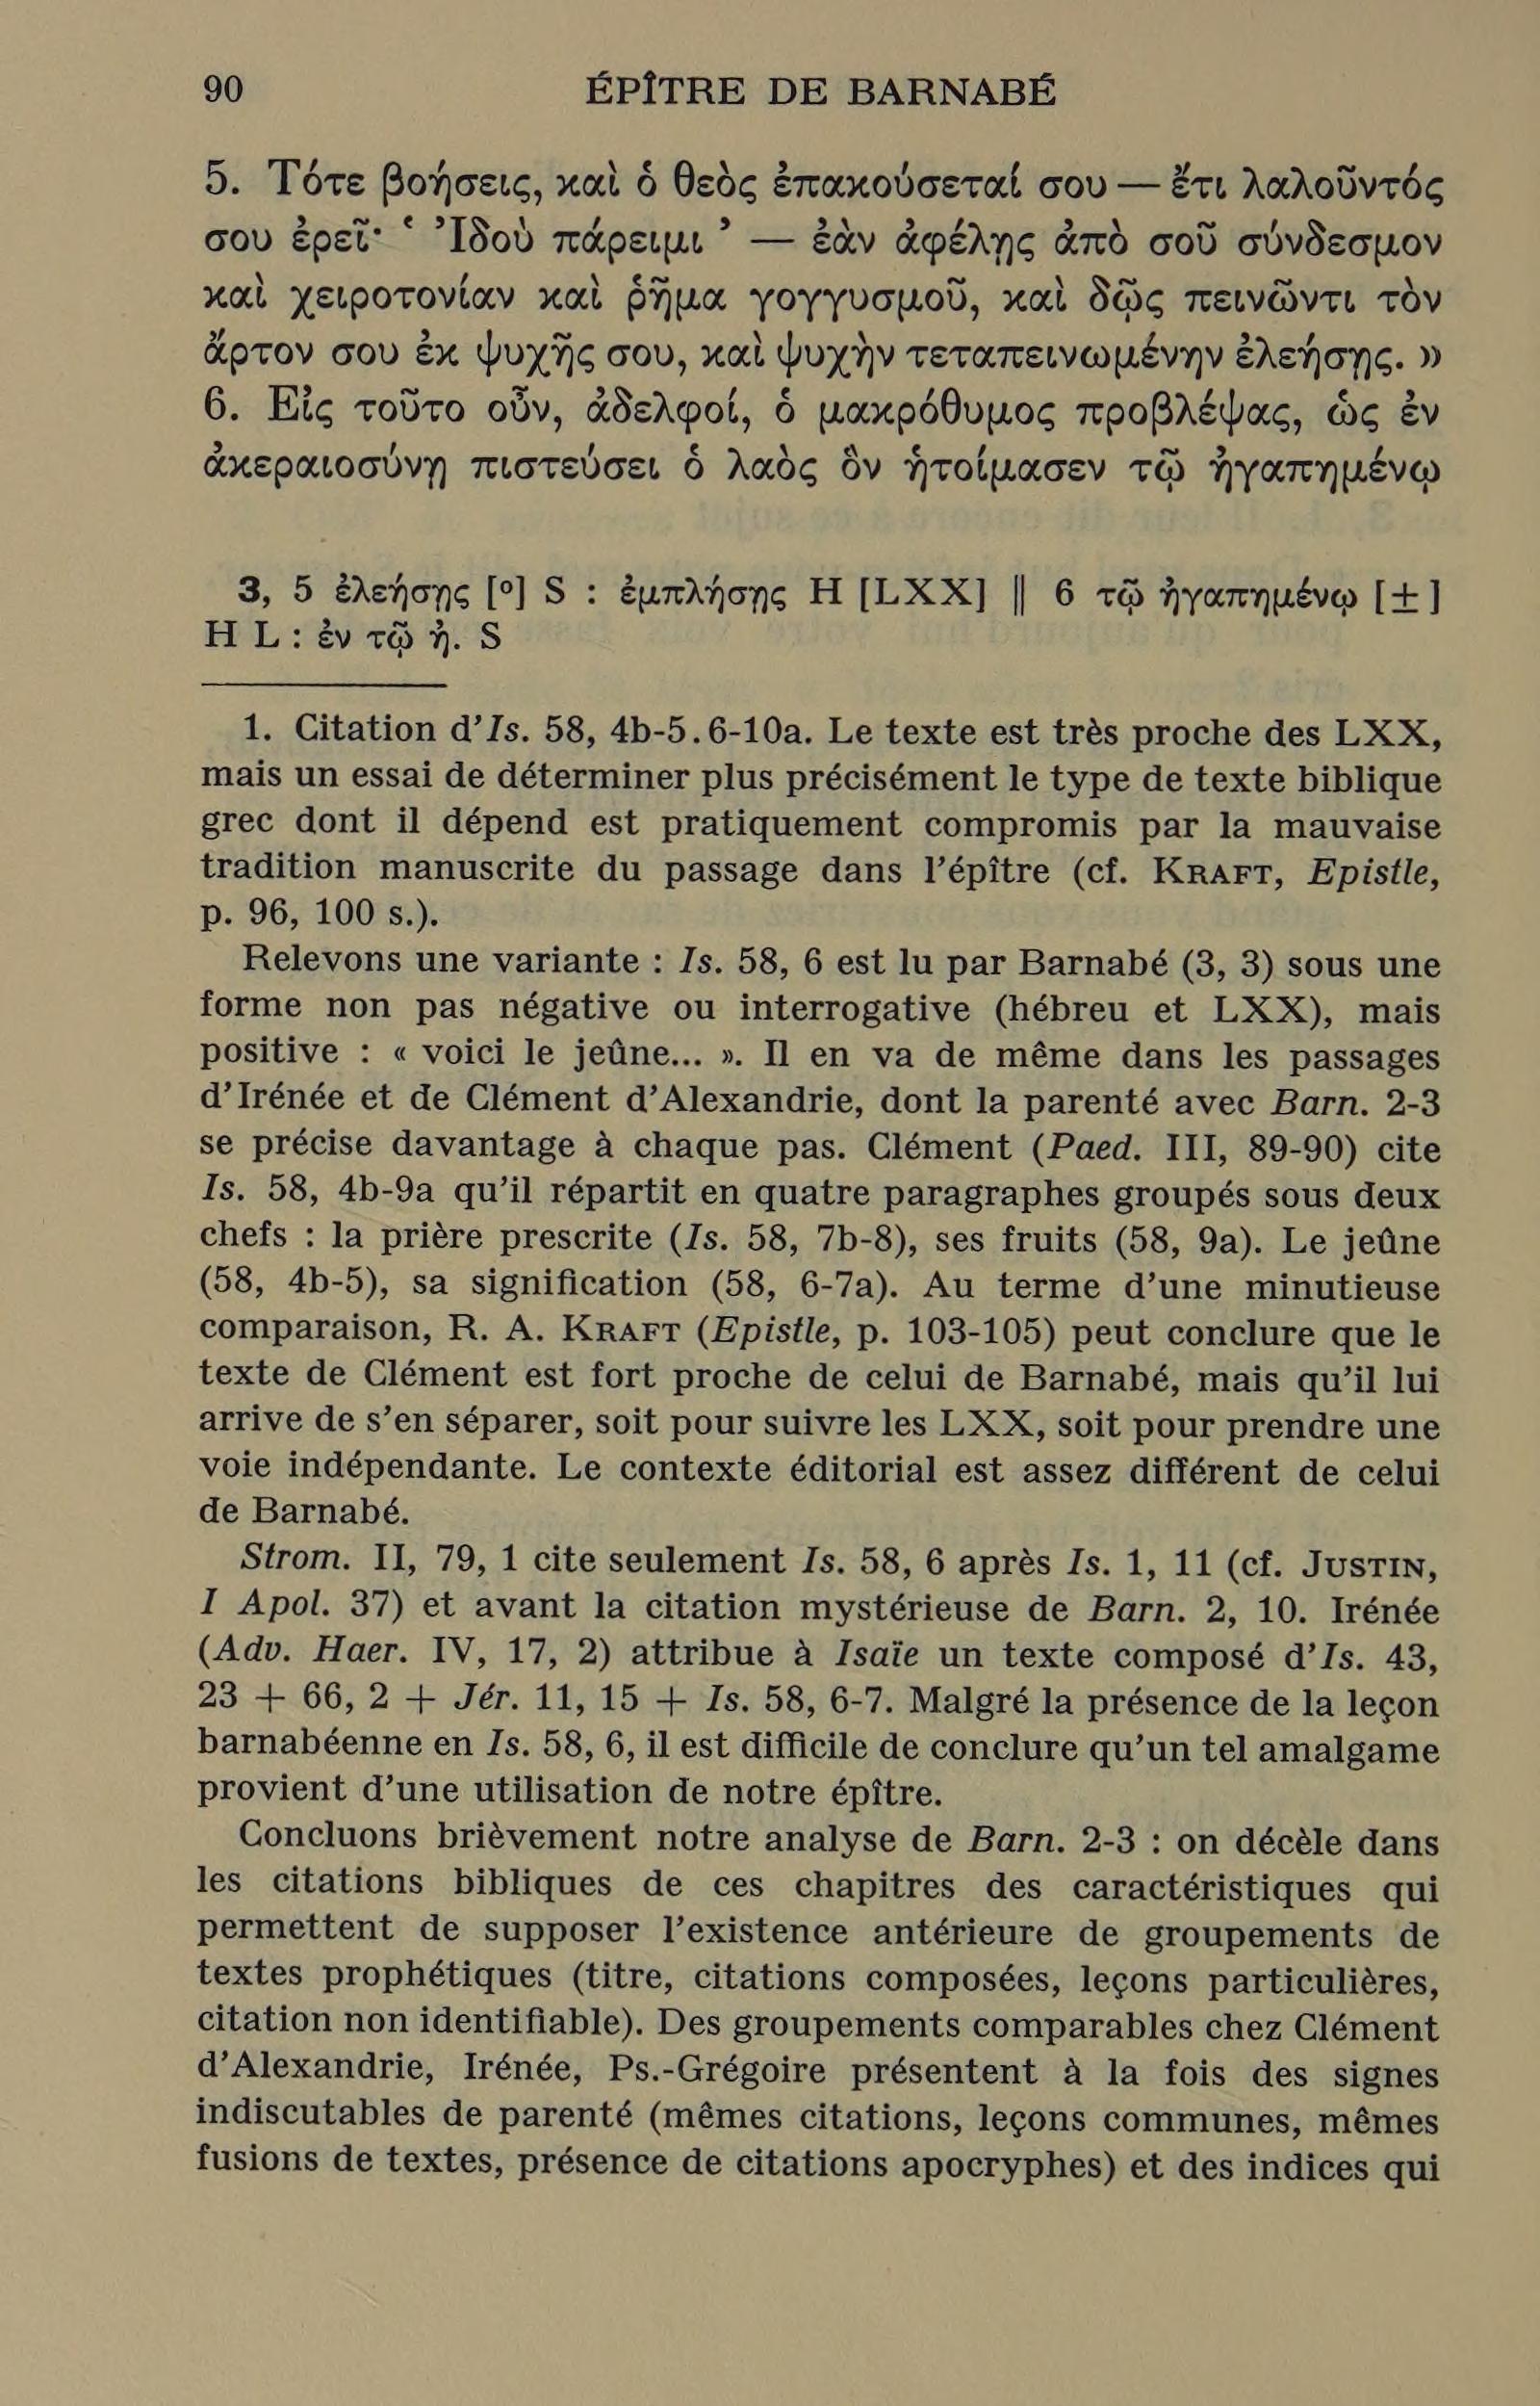 90 ÉPÎTRE DE BARNABÉ
5. Τότε βοήσεις, καὶ ὁ θεὸς ἐπακούσεταί σου — ἔτι λαλοῦντός
σου ἐρεῖ· ‘ Ἰδοὺ πάρειμι ’ — ἐὰν ἀφέλῃς ἀπὸ σοῦ σύνδεσμον
καὶ χειροτονίαν καὶ ῥῆμα γογγυσμοῦ, καὶ δῷς πεινῶντι τὸν
ἄρτον σου ἐκ ψυχῆς σου, καὶ ψυχὴν τεταπεινωμένην ἐλεήσῃς. »
6. Εἰς τοῦτο οὖν, ἀδελφοί, ὁ μακρόθυμος προβλέψας, ὡς ἐν
ἀκεραιοσύνῃ πιστεύσει ὁ λαὸς ὃν ἡτοίμασεν τῷ ἠγαπημένῳ
3, 5 ἐλεήσῃς [º] S : ἐμπλήσῃς H [LXX] || 6 τῷ ἠγαπημένῳ [±]
H L : ἐν τῷ ἠ. S
1. Citation d’Is. 58, 4b-5.6-10a. Le texte est très proche des LXX,
mais un essai de déterminer plus précisément le type de texte biblique
grec dont il dépend est pratiquement compromis par la mauvaise
tradition manuscrite du passage dans l’épître (cf. KRAFT, Epistle,
p. 96, 100 s.).
Relevons une variante : Is. 58, 6 est lu par Barnabé (3, 3) sous une
forme non pas négative ou interrogative (hébreu et LXX), mais
positive : « voici le jeûne... ». Il en va de même dans les passages
d’Irénée et de Clément d’Alexandrie, dont la parenté avec Barn. 2-3
se précise davantage à chaque pas. Clément (Paed. III, 89-90) cite
Is. 58, 4b-9a qu’il répartit en quatre paragraphes groupés sous deux
chefs : la prière prescrite (Is. 58, 7b-8), ses fruits (58, 9a). Le jeûne
(58, 4b-5), sa signification (58, 6-7a). Au terme d’une minutieuse
comparaison, R. A. KRAFT (Epistle, p. 103-105) peut conclure que le
texte de Clément est fort proche de celui de Barnabé, mais qu’il lui
arrive de s’en séparer, soit pour suivre les LXX, soit pour prendre une
voie indépendante. Le contexte éditorial est assez différent de celui
de Barnabé.
Strom. II, 79, 1 cite seulement Is. 58, 6 après Is. 1, 11 (cf. JUSTIN,
I Apol. 37) et avant la citation mystérieuse de Barn. 2, 10. Irénée
(Adv. Haer. IV, 17, 2) attribue à Isaïe un texte composé d’Is. 43,
23 + 66, 2 + Jér. 11, 15 + Is. 58, 6-7. Malgré la présence de la leçon
barnabéenne en Is. 58, 6, il est difficile de conclure qu’un tel amalgame
provient d’une utilisation de notre épître.
Concluons brièvement notre analyse de Barn. 2-3 : on décèle dans
les citations bibliques de ces chapitres des caractéristiques qui
permettent de supposer l’existence antérieure de groupements de
textes prophétiques (titre, citations composées, leçons particulières,
citation non identifiable). Des groupements comparables chez Clément
d’Alexandrie, Irénée, Ps.-Grégoire présentent à la fois des signes
indiscutables de parenté (mêmes citations, leçons communes, mêmes
fusions de textes, présence de citations apocryphes) et des indices qui